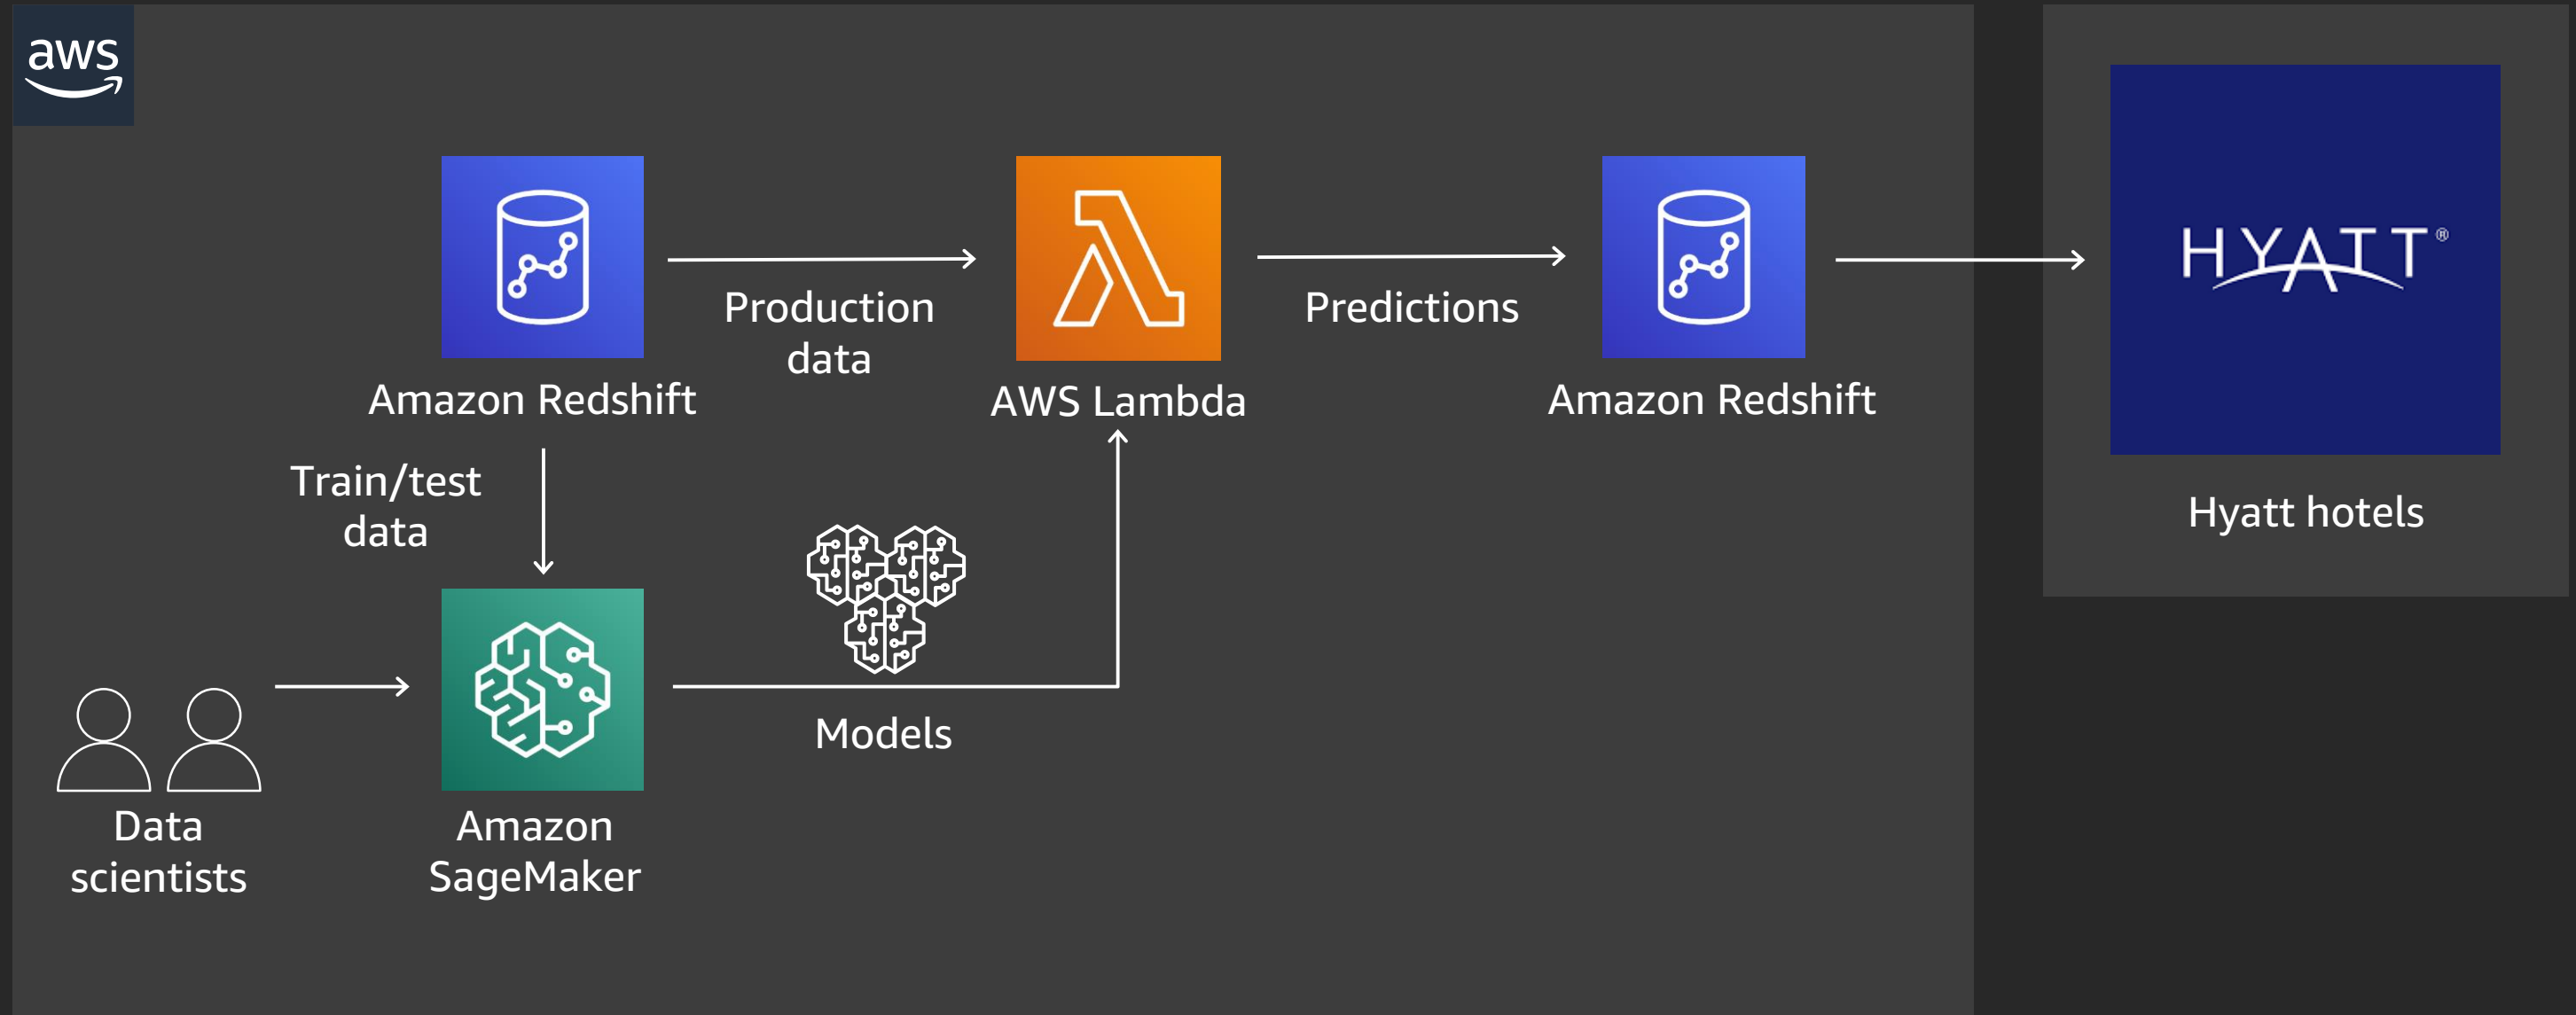 aws
Production
data
Predictions
HYATT®
Amazon Redshift
AWS Lambda
Amazon Redshift
Train/test
data
Hyatt hotels
Models
Data
scientists
Amazon
SageMaker